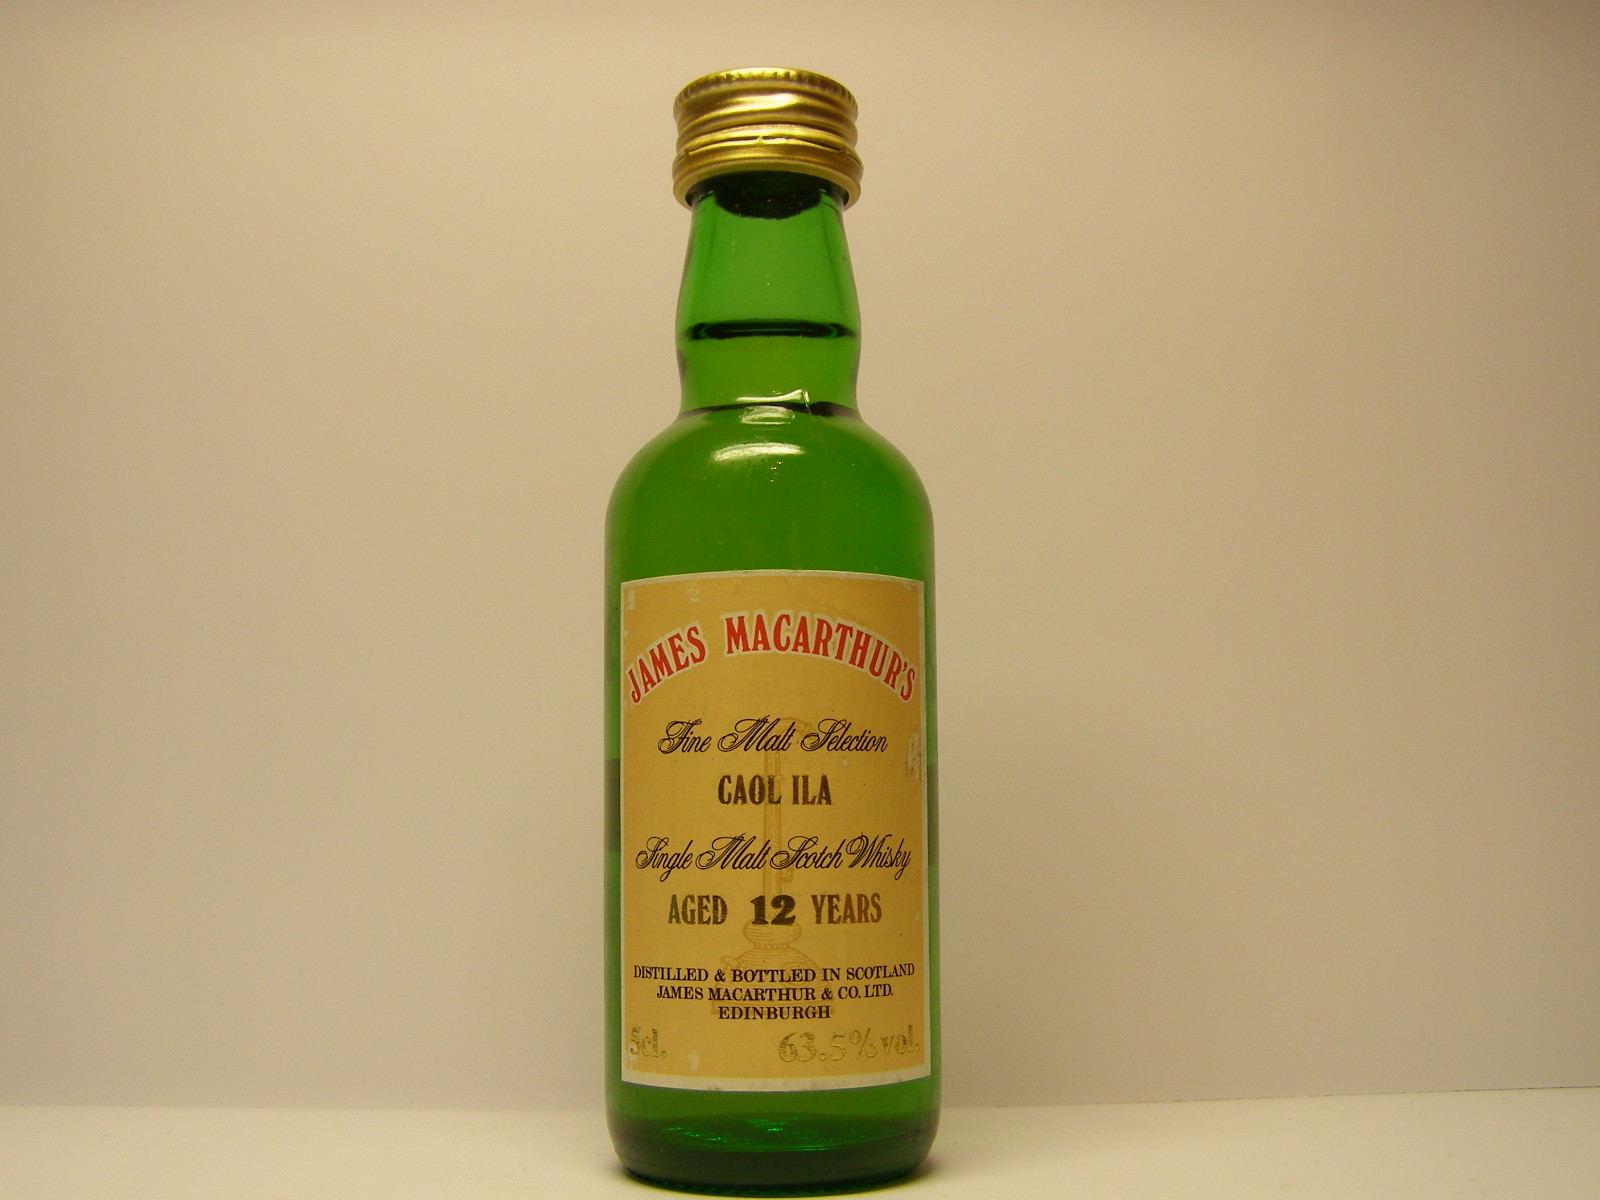 JAMES MACARTHUR'S
Fine Malt Selection
CAOL ILA
Single Malt Scotch Whisky
AGED 12 YEARS
DISTILLED & BOTTLED IN SCOTLAND
JAMES MACARTHUR & CO. LTD.
EDINBURGH
5cl. 63.5% vol.